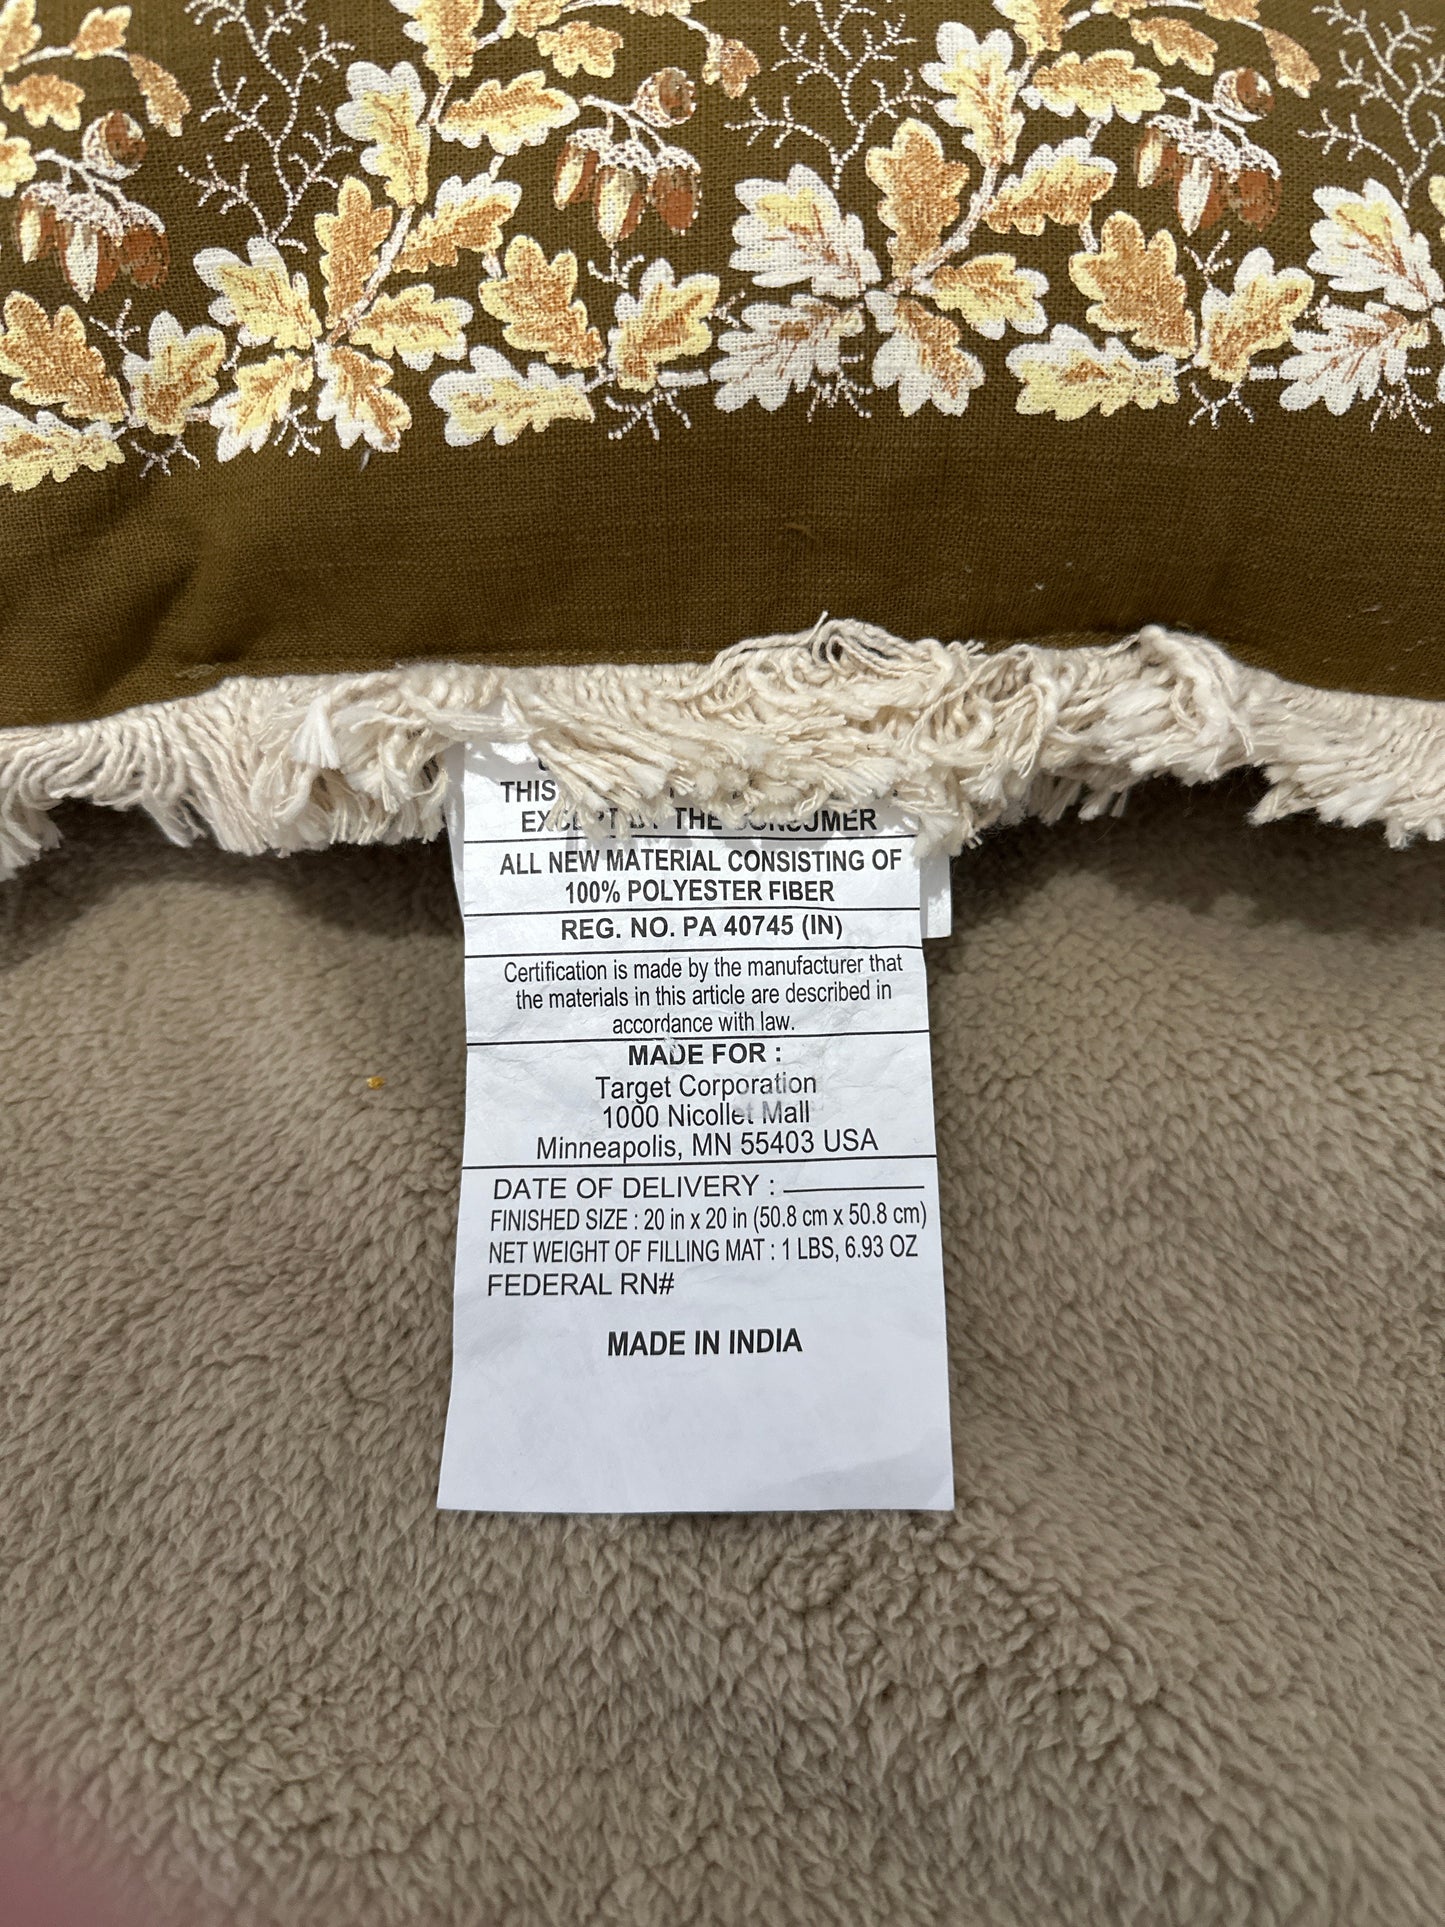 THIS
THE CONSUMER
ALL NEW MATERIAL CONSISTING OF
100% POLYESTER FIBER
REG. NO. PA 40745 (IN)
Certification is made by the manufacturer that
the materials in this article are described in
accordance with law.
MADE FOR :
Target Corporation
1000 Nicollet Mall
Minneapolis, MN 55403 USA
DATE OF DELIVERY :
FINISHED SIZE : 20 in x 20 in (50.8 cm x 50.8 cm)
NET WEIGHT OF FILLING MAT : 1 LBS, 6.93 OZ
FEDERAL RN#
MADE IN INDIA